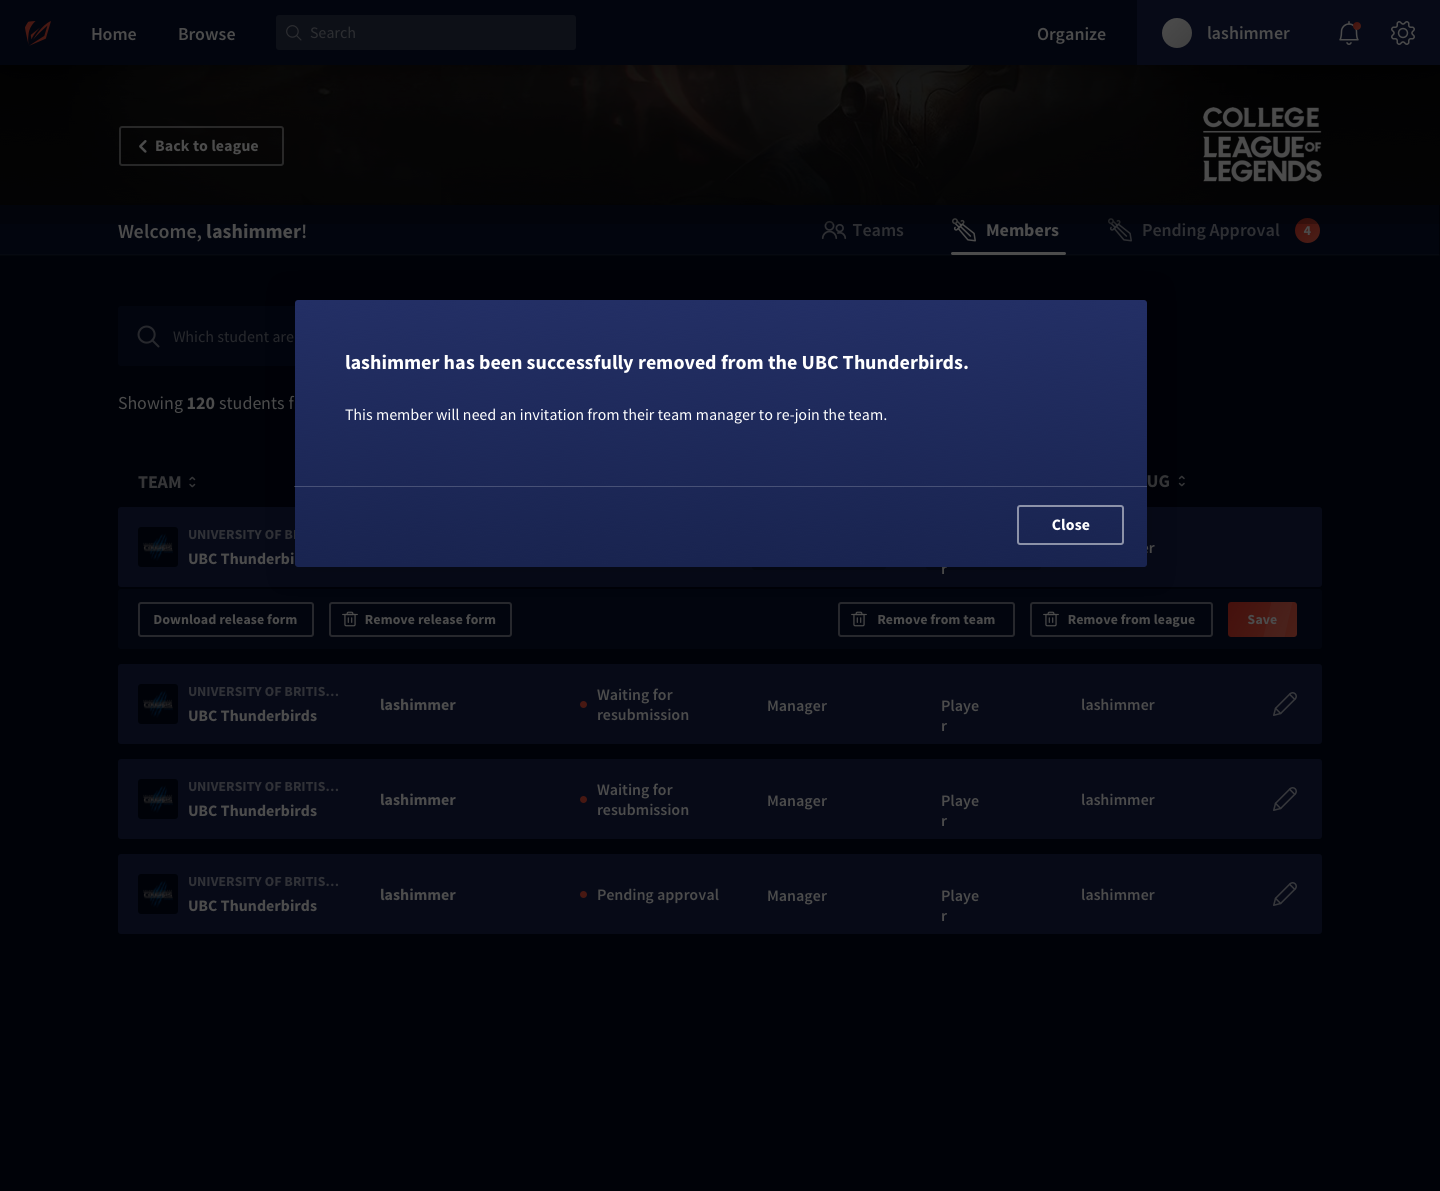 Home
Browse
Search
Organize
lashimmer
Back to league
COLLEGE
LEAGUE OF
LEGENDS
Welcome, lashimmer!
Teams
Members
Pending Approval
4
Which student are
Showing 120 students f
lashimmer has been successfully removed from the UBC Thunderbirds.
This member will need an invitation from their team manager to re-join the team.
Close
TEAM
UG
UNIVERSITY OF BI
UBC Thunderbi
r
er
Download release form
Remove release form
Remove from team
Remove from league
Save
UNIVERSITY OF BRITIS...
UBC Thunderbirds
lashimmer
Waiting for
resubmission
Manager
Playe
r
lashimmer
UNIVERSITY OF BRITIS...
UBC Thunderbirds
lashimmer
Waiting for
resubmission
Manager
Playe
r
lashimmer
UNIVERSITY OF BRITIS...
UBC Thunderbirds
lashimmer
Pending approval
Manager
Playe
r
lashimmer